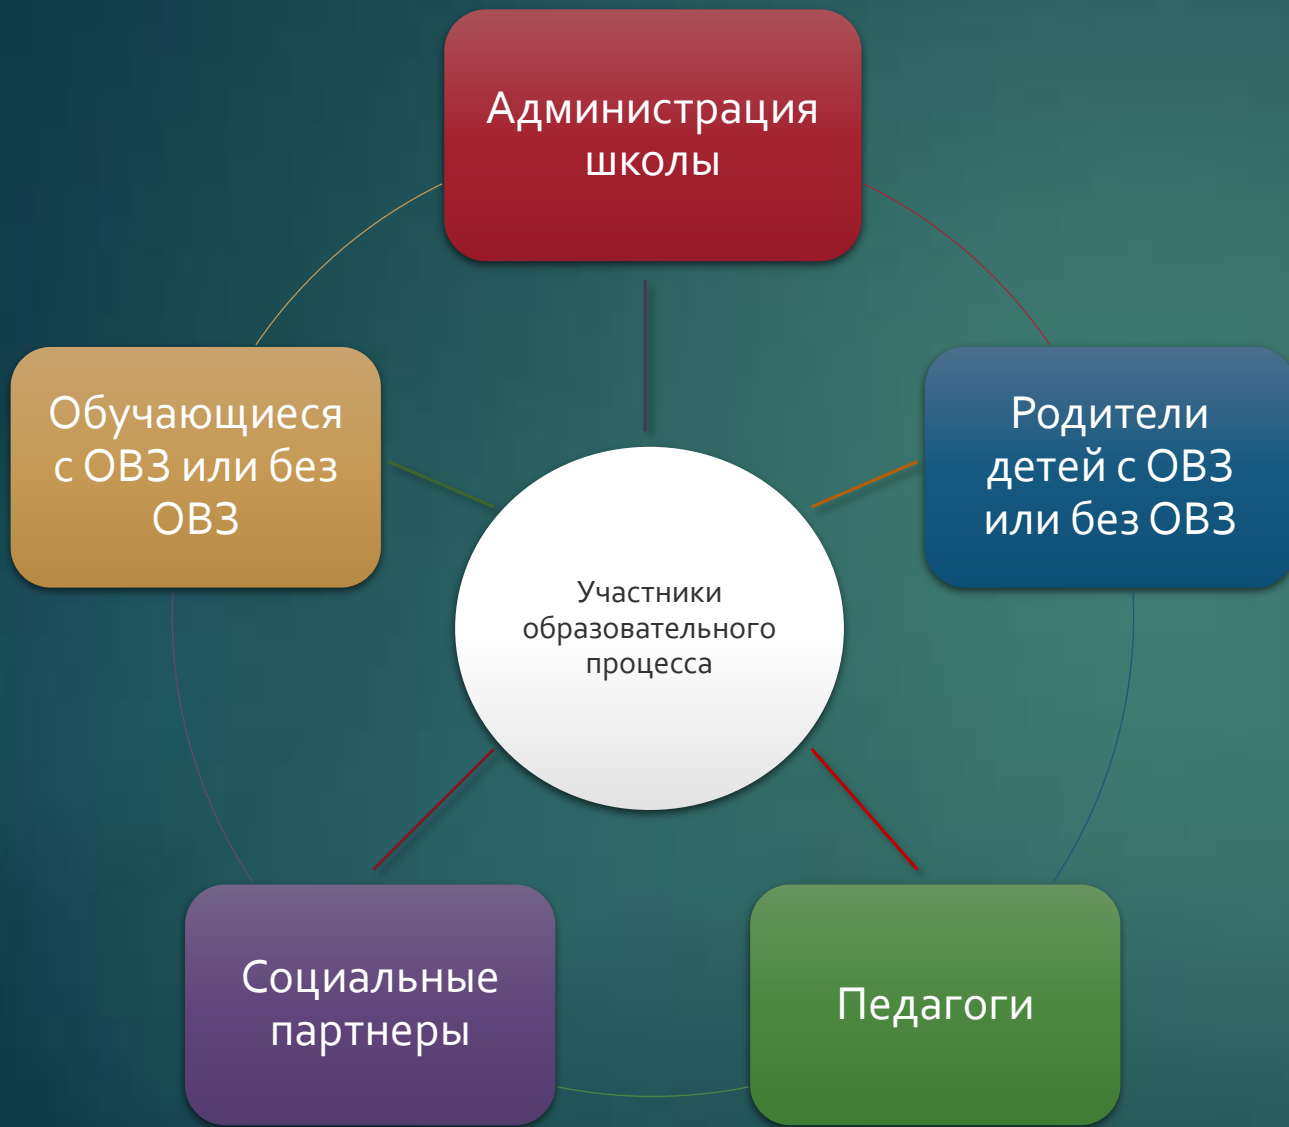 Администрация
школы
Обучающиеся
с ОВЗ или без
ОВЗ
Родители
детей с ОВЗ
или без ОВЗ
Участники
образовательного
процесса
Социальные
партнеры
Педагоги